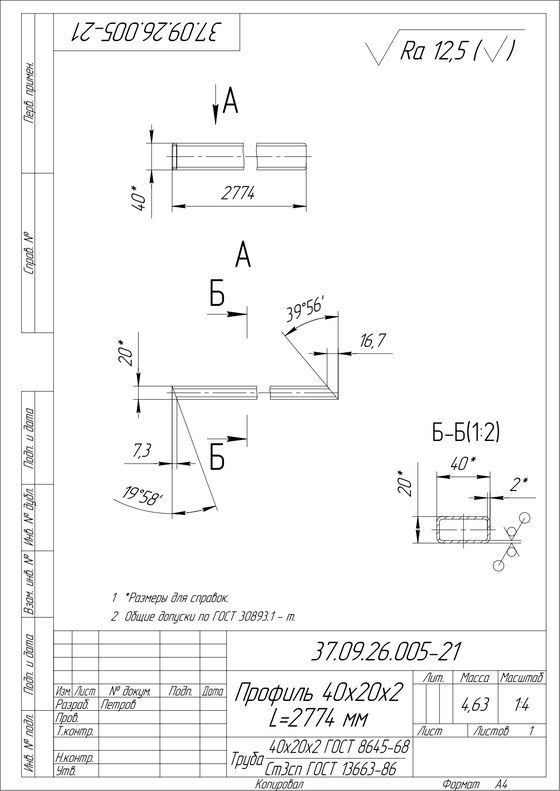 37.09.26.005-21
Ra 12,5 (√)
Перв. примен.
Справ. №
Подп. и дата
Инв. № дубл.
Взам. инв. №
Подп. и дата
Инв. № подл.
А
40*
2774
А
Б
39°56'
16,7
20*
7,3
Б
19°58'
Б-Б(1:2)
40*
2*
20*
1 *Размеры для справок.
2 Общие допуски по ГОСТ 30893.1 - m.
37.09.26.005-21
Лит. Масса Масштаб
4,63 1:4
Изм. Лист № докум. Подп. Дата
Разраб. Петров
Пров.
Т.контр.
Н.контр.
Утв.
Профиль 40х20х2
L=2774 мм
Лист Листов 1
Труба 40х20х2 ГОСТ 8645-68
Ст3сп ГОСТ 13663-86
Копировал Формат А4